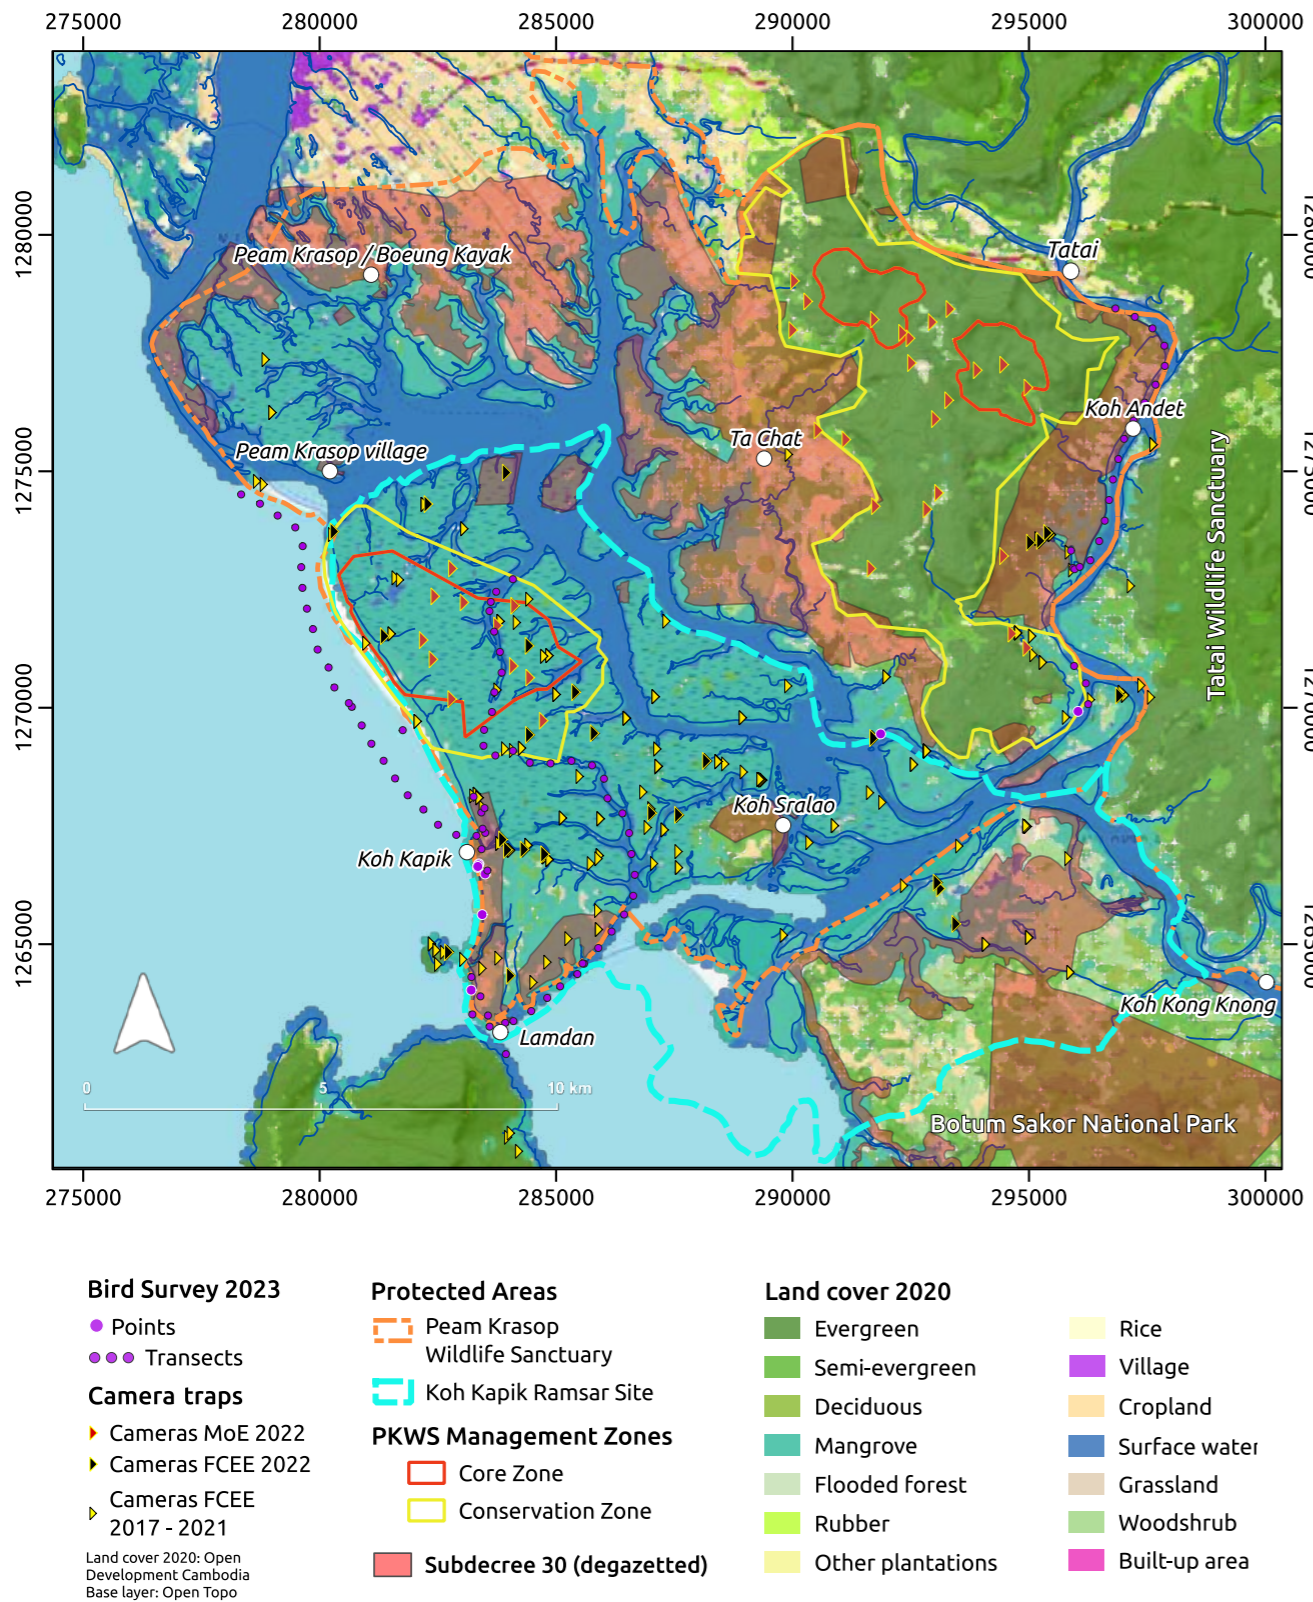 275000 280000 285000 290000 295000 300000
1280000
1275000
1270000
1265000
Peam Krasop / Boeung Kayak
Tatai
Koh Andet
Ta Chat
Peam Krasop village
Tatai Wildlife Sanctuary
Koh Sralao
Koh Kapik
Koh Kong Knong
Lamdan
0 5 10 km
Botum Sakor National Park
275000 280000 285000 290000 295000 300000
Bird Survey 2023
Points
Transects
Camera traps
Cameras MoE 2022
Cameras FCEE 2022
Cameras FCEE
2017 - 2021
Land cover 2020: Open
Development Cambodia
Base layer: Open Topo
Protected Areas
Peam Krasop
Wildlife Sanctuary
Koh Kapik Ramsar Site
PKWS Management Zones
Core Zone
Conservation Zone
Subdecree 30 (degazetted)
Land cover 2020
Evergreen
Semi-evergreen
Deciduous
Mangrove
Flooded forest
Rubber
Other plantations
Rice
Village
Cropland
Surface water
Grassland
Woodshrub
Built-up area